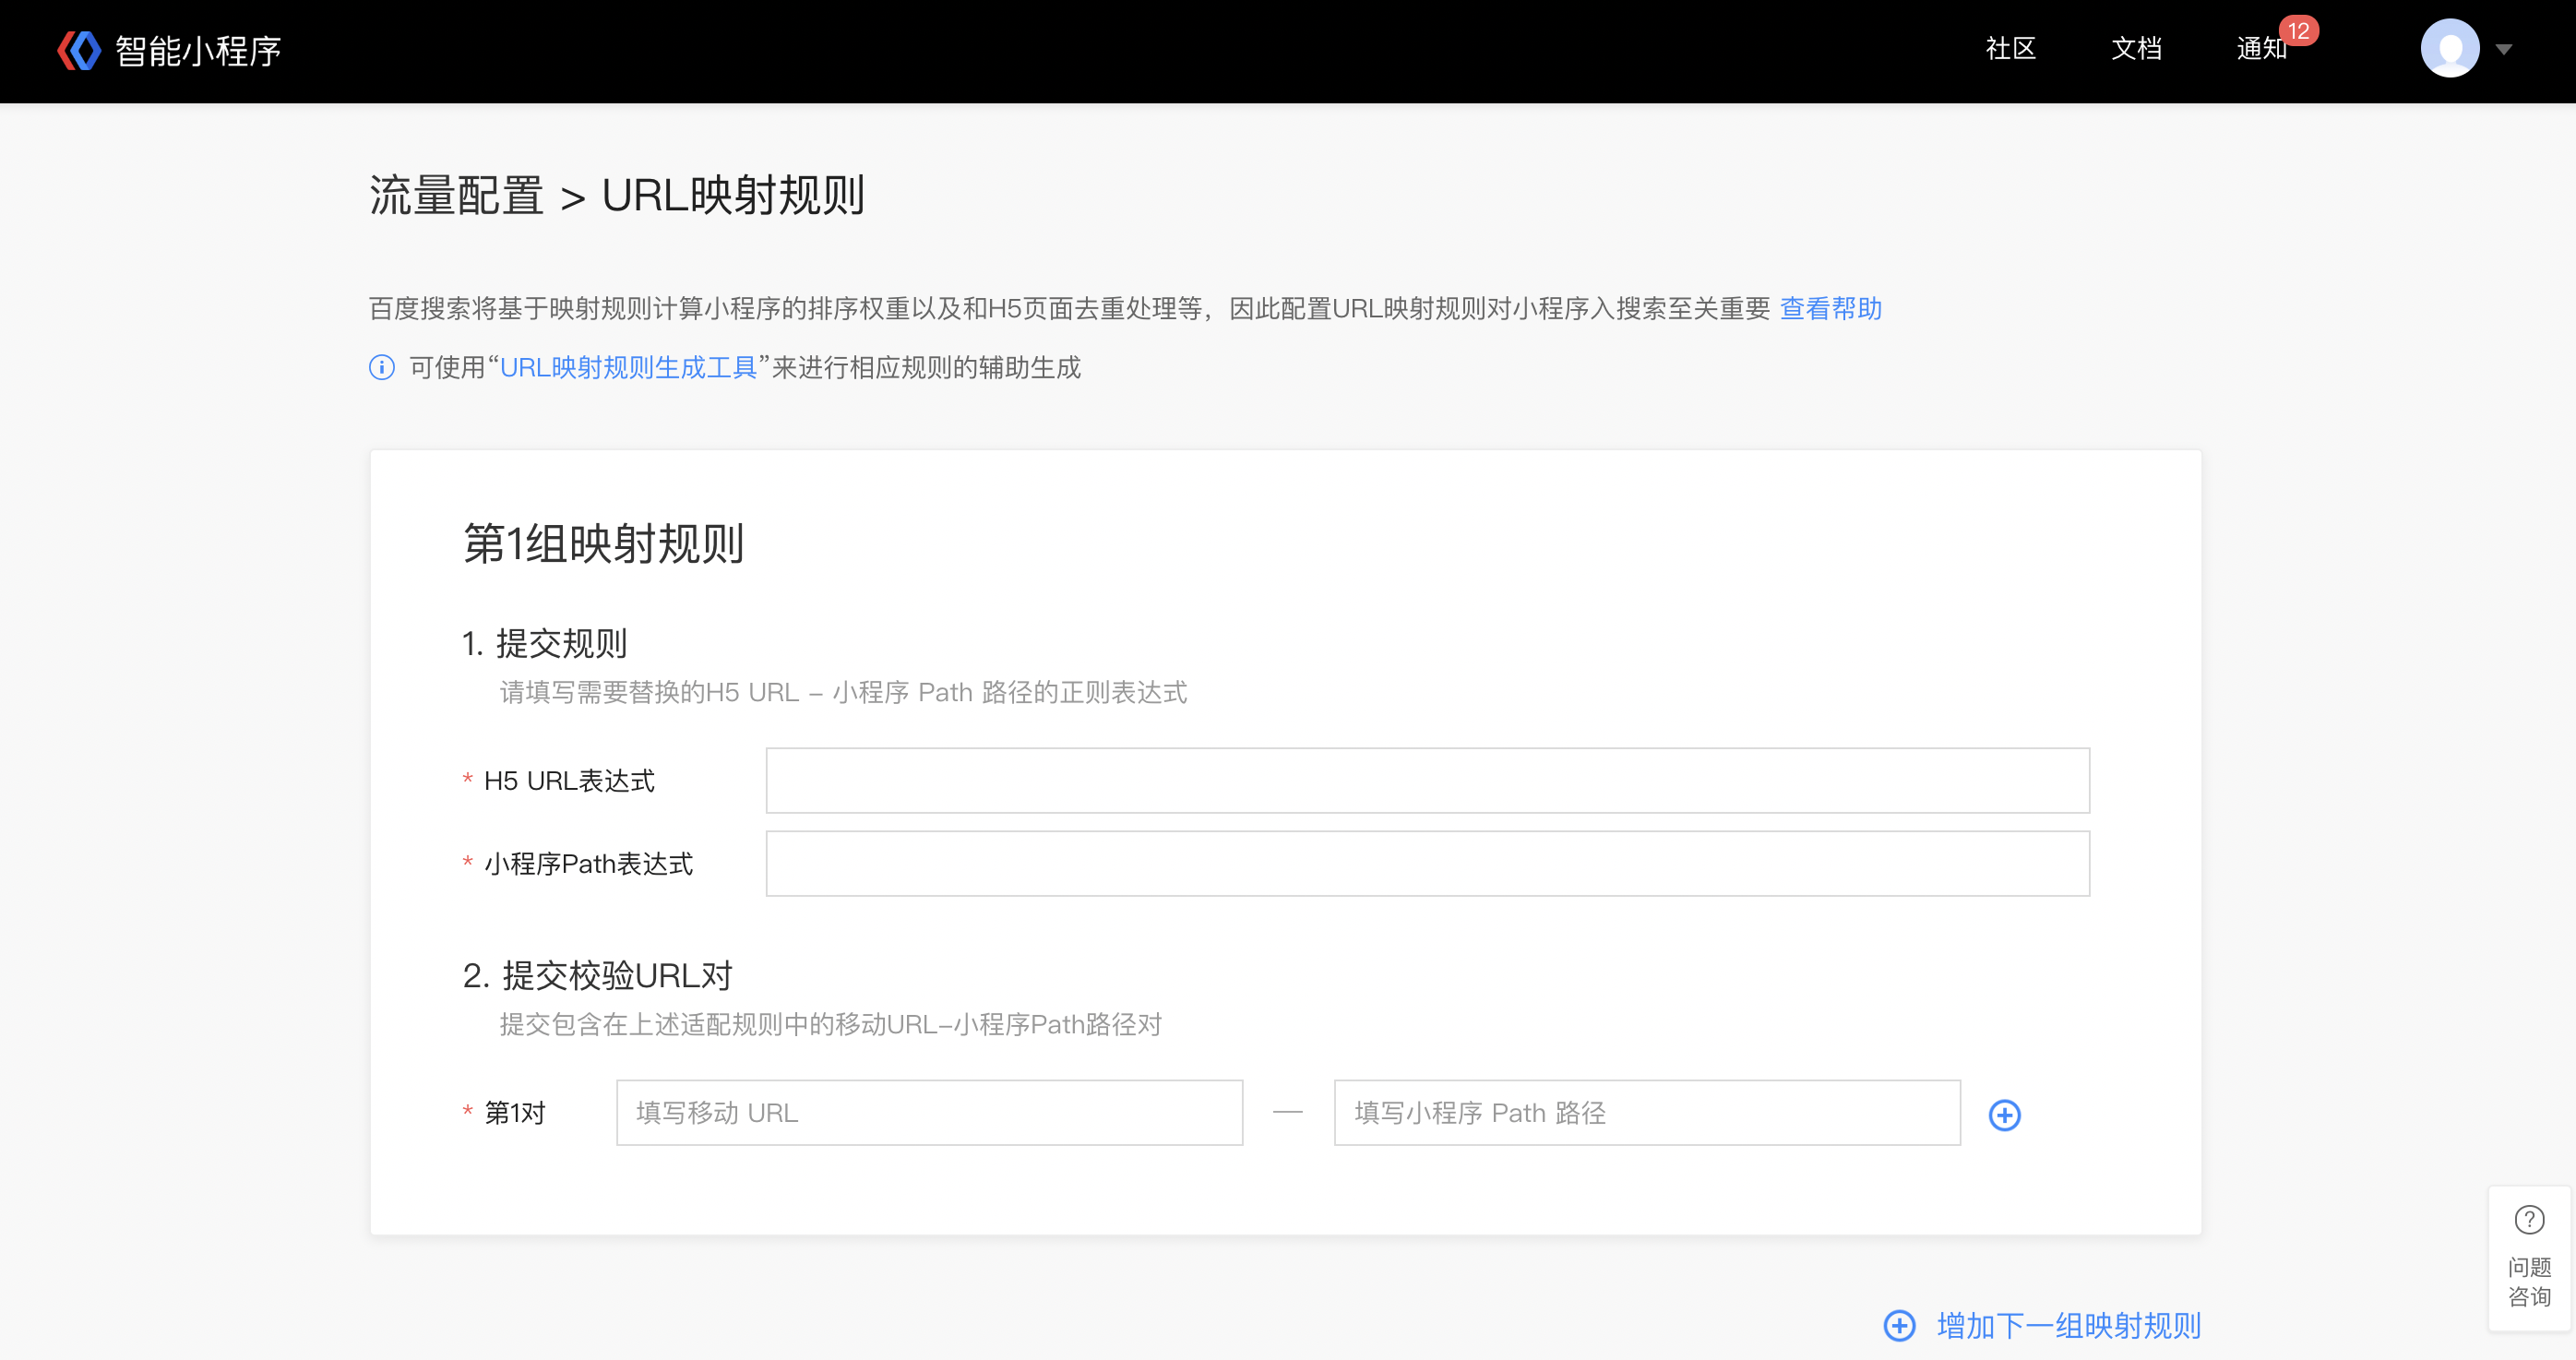 智能小程序
社区 文档 通知 12
流量配置 > URL映射规则
百度搜索将基于映射规则计算小程序的排序权重以及和H5页面去重处理等，因此配置URL映射规则对小程序入搜索至关重要 查看帮助
可使用“URL映射规则生成工具”来进行相应规则的辅助生成
第1组映射规则
1. 提交规则
请填写需要替换的H5 URL – 小程序 Path 路径的正则表达式
* H5 URL表达式
* 小程序Path表达式
2. 提交校验URL对
提交包含在上述适配规则中的移动URL–小程序Path路径对
* 第1对 填写移动 URL — 填写小程序 Path 路径
问题
咨询
增加下一组映射规则